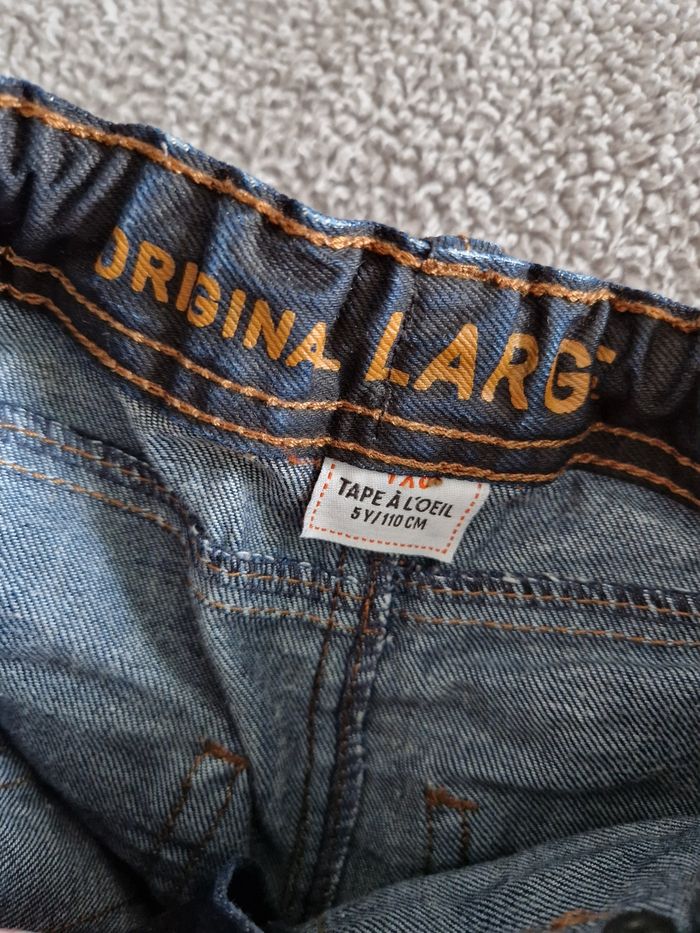 ORIGINAL LARGE
TAPE À L'OEIL
5Y/110 CM